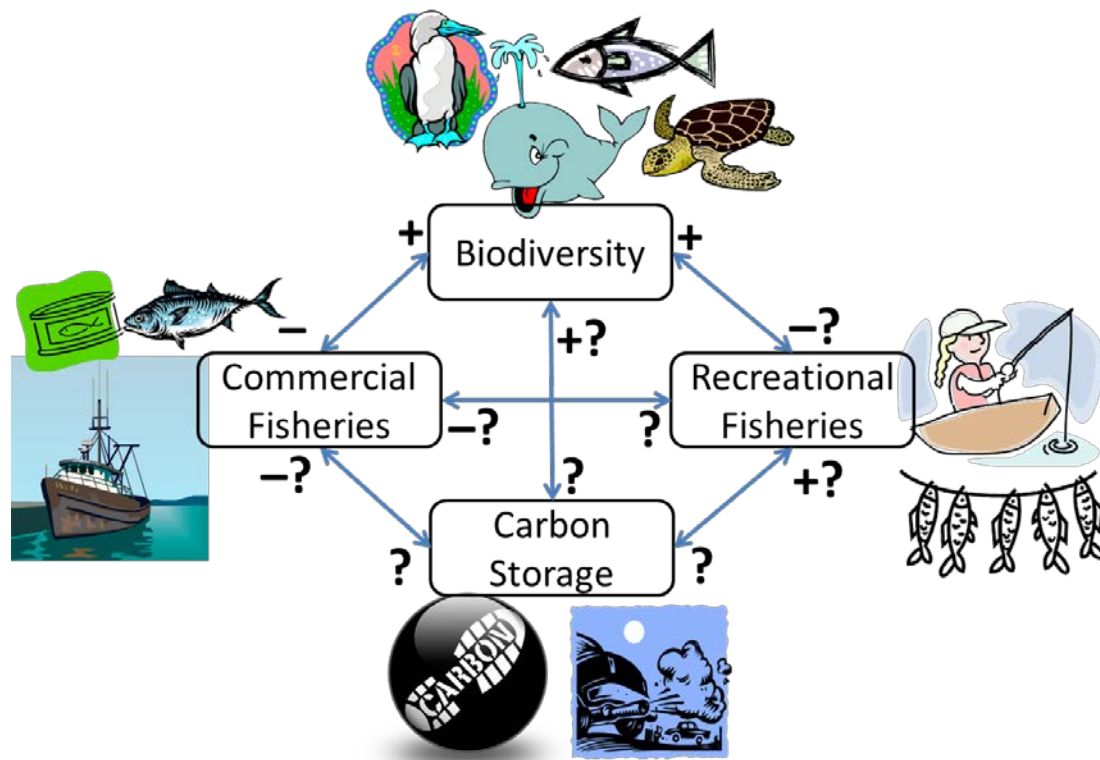 +
+
Biodiversity
–
+?
–?
Commercial
Fisheries
Recreational
Fisheries
–?
?
–?
?
+?
Carbon
Storage
?
?
CARBON